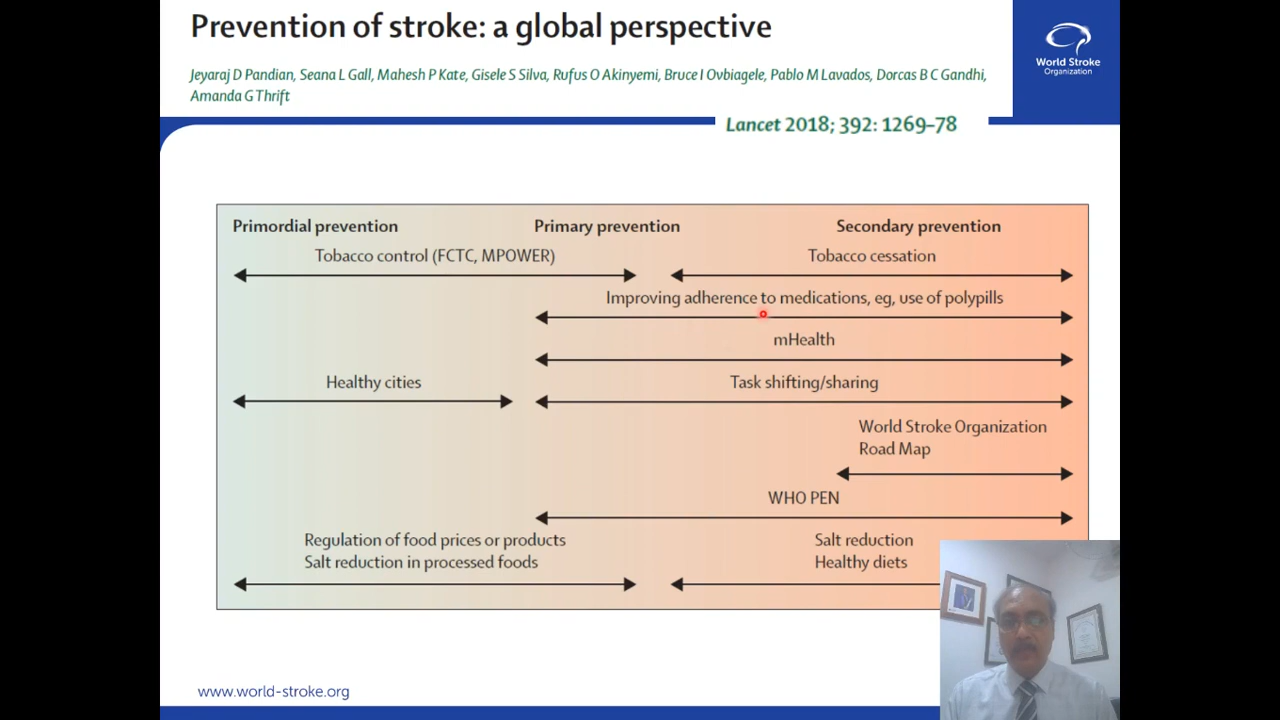 Prevention of stroke: a global perspective
Jeyaraj D Pandian, Seana L Gall, Mahesh P Kate, Gisele S Silva, Rufus O Akinyemi, Bruce I Ovbiagele, Pablo M Lavados, Dorcas B C Gandhi,
Amanda G Thrift
World Stroke
Organization
Lancet 2018; 392: 1269–78
Primordial prevention
Primary prevention
Secondary prevention
Tobacco control (FCTC, MPOWER)
Tobacco cessation
Improving adherence to medications, eg, use of polypills
mHealth
Healthy cities
Task shifting/sharing
World Stroke Organization
Road Map
WHO PEN
Regulation of food prices or products
Salt reduction in processed foods
Salt reduction
Healthy diets
www.world-stroke.org